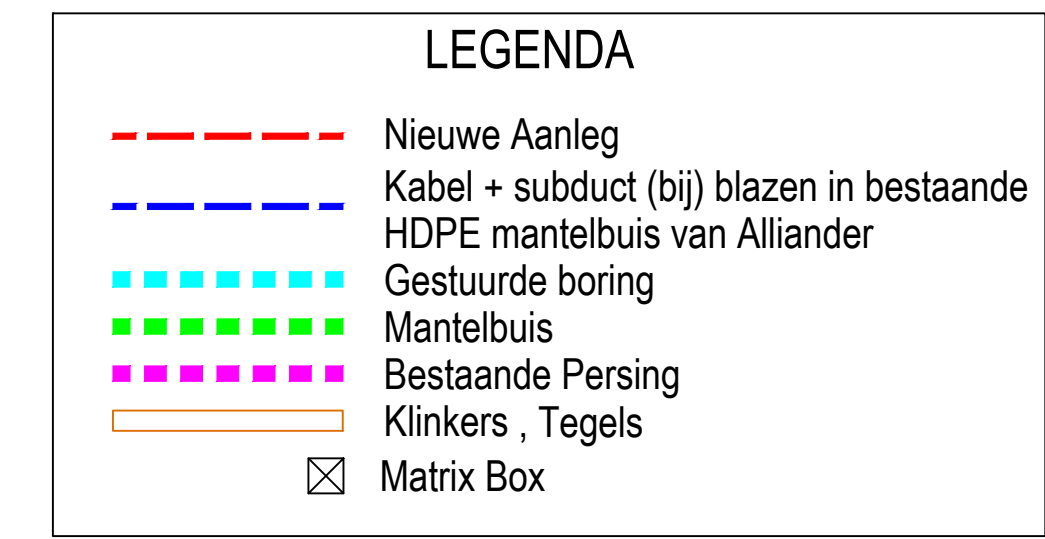 LEGENDA
Nieuwe Aanleg
Kabel + subduct (bij) blazen in bestaande
HDPE mantelbuis van Alliander
Gestuurde boring
Mantelbuis
Bestaande Persing
Klinkers , Tegels
Matrix Box